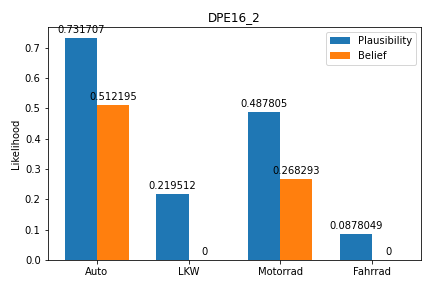 DPE16_2
Plausibility
Belief
Likelihood
0.7
0.6
0.5
0.4
0.3
0.2
0.1
0.0
0.731707
0.512195
0.219512
0
0.487805
0.268293
0.0878049
0
Auto
LKW
Motorrad
Fahrrad